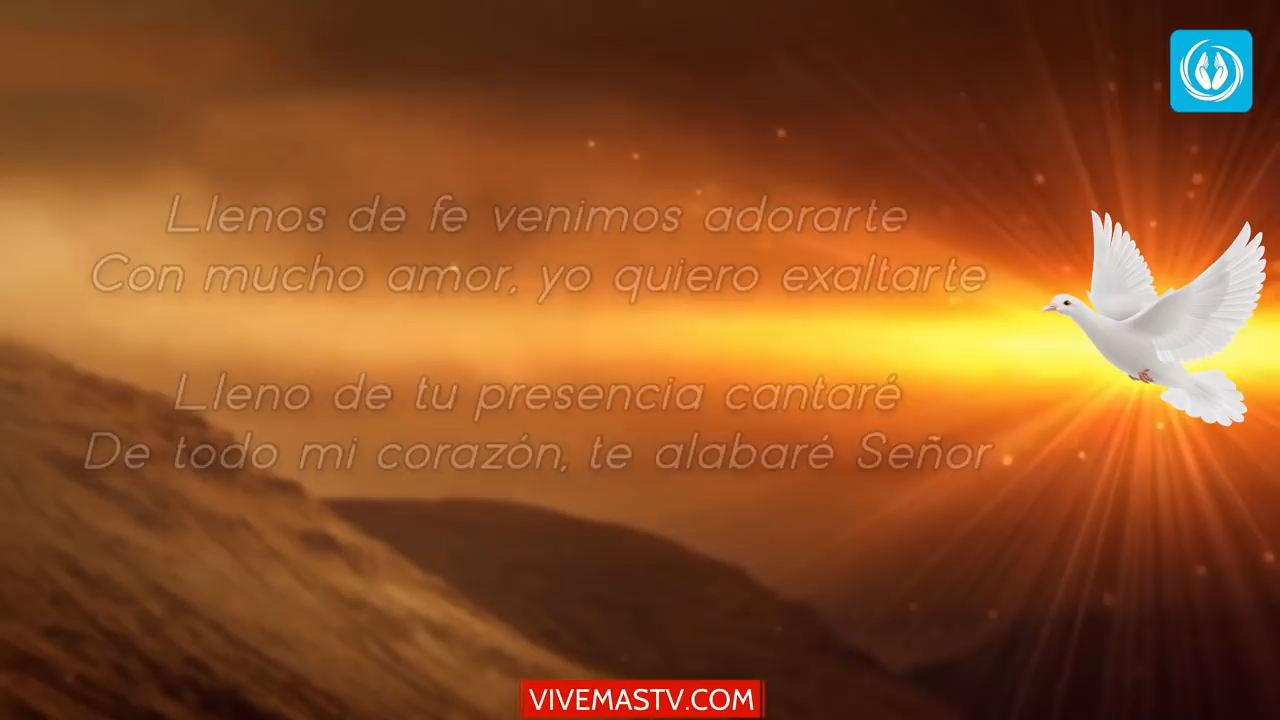 Llenos de fe venimos adorarte
Con mucho amor, yo quiero exaltarte
Lleno de tu presencia cantaré
De todo mi corazón, te alabaré Señor
VIVEMASTV.COM